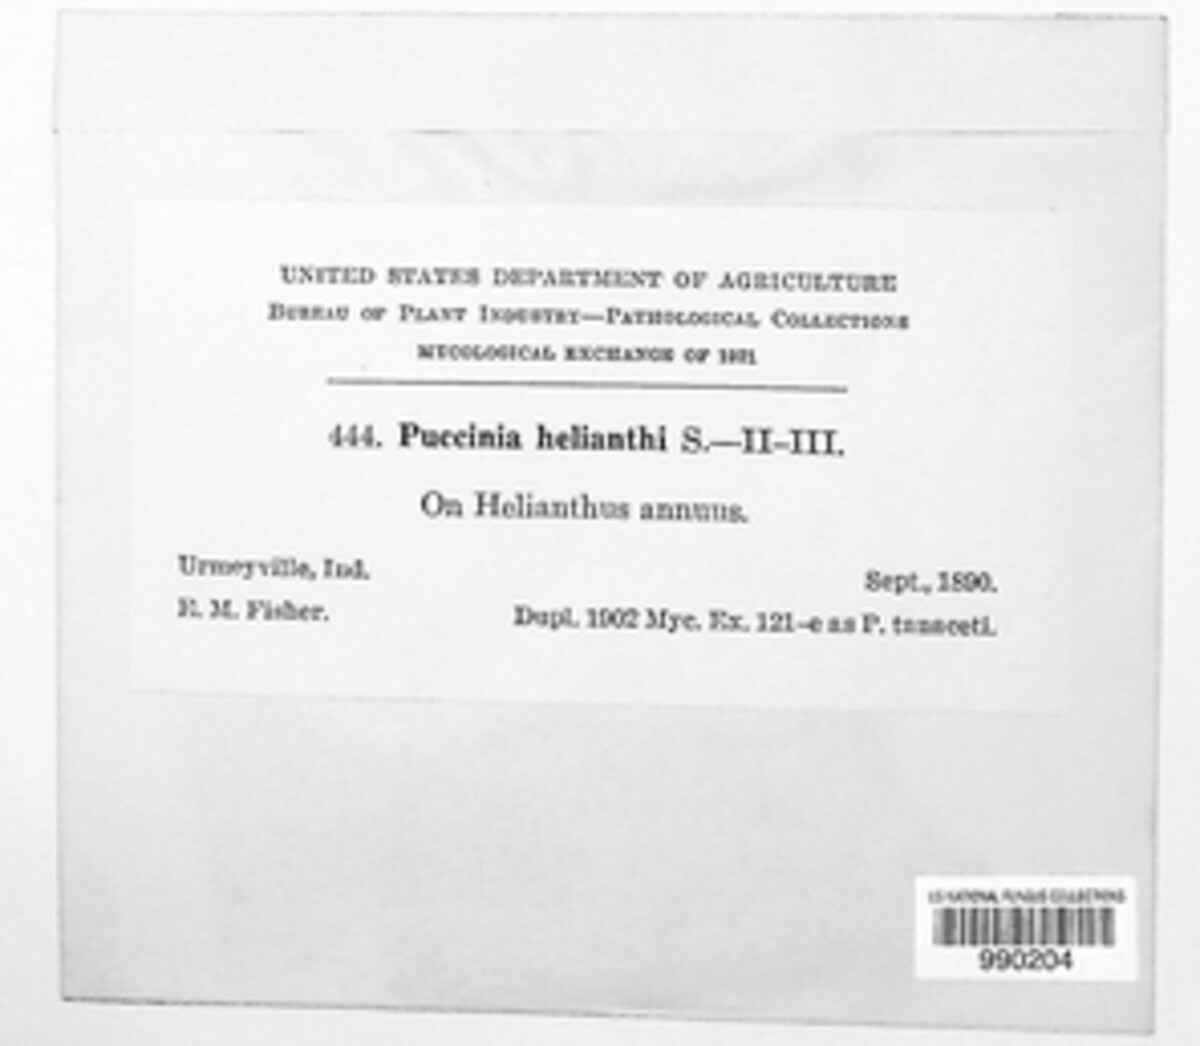 UNITED STATES DEPARTMENT OF AGRICULTURE
BUREAU OF PLANT INDUSTRY—PATHOLOGICAL COLLECTIONS
MYCOLOGICAL EXCHANGE OF 1921
444. Puccinia helianthi S.—II–III.
On Helianthus annuus.
Urmeyville, Ind.
Sept., 1890.
E. M. Fisher.
Dupl. 1902 Myc. Ex. 121–e as P. tanaceti.
US NATIONAL FUNGUS COLLECTIONS
990204